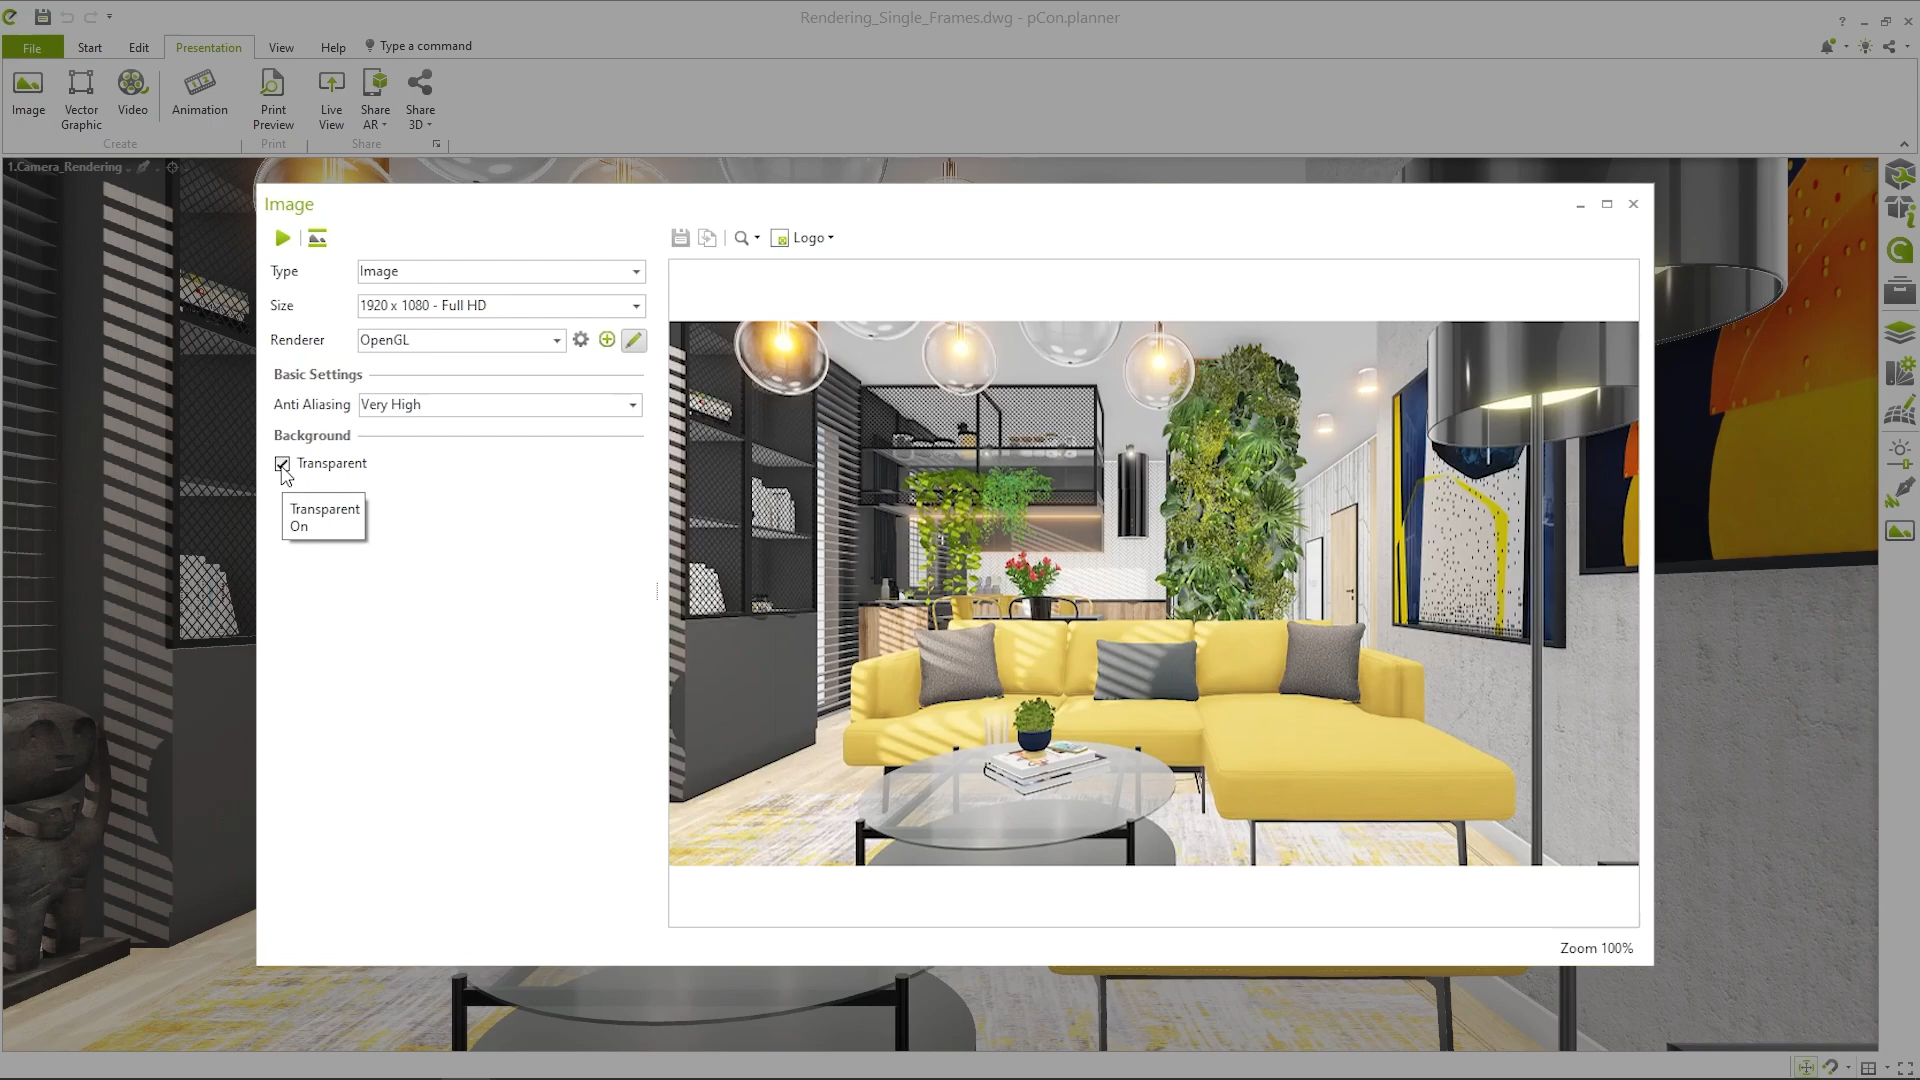 Rendering_Single_Frames.dwg - pCon.planner
File
Start
Edit
Presentation
View
Help
Type a command
Image
Vector
Graphic
Video
Animation
Print
Preview
Live
View
Share
AR
Share
3D
Create
Print
Share
1.Camera_Rendering
Image
Logo
Type
Image
Size
1920 x 1080 - Full HD
Renderer
OpenGL
Basic Settings
Anti Aliasing
Very High
Background
Transparent
Transparent
On
Zoom 100%